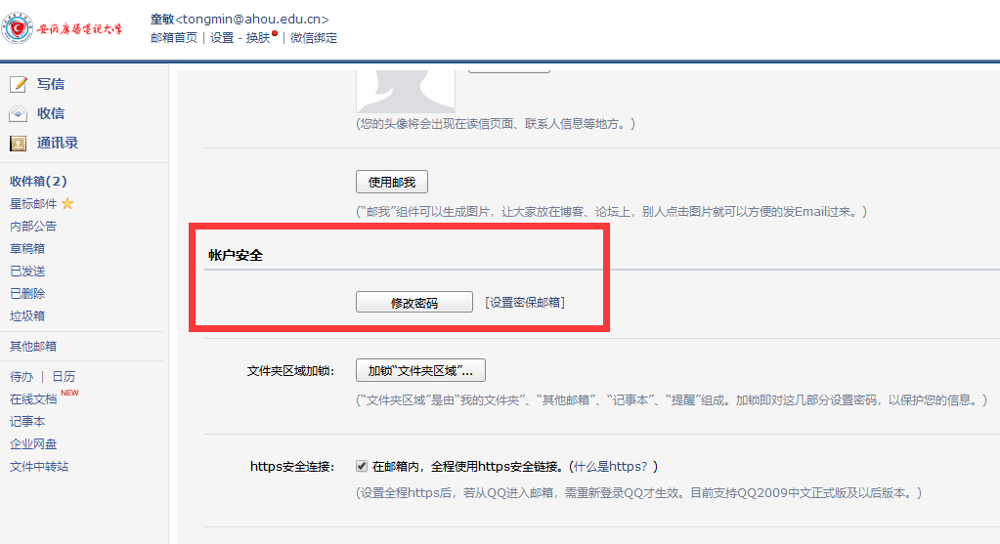 安徽广播电视大学
童敏<tongmin@ahou.edu.cn>
邮箱首页 | 设置 - 换肤 | 微信绑定
写信
收信
通讯录
收件箱(2)
星标邮件
内部公告
草稿箱
已发送
已删除
垃圾箱
其他邮箱
待办 | 日历
在线文档 NEW
记事本
企业网盘
文件中转站
(您的头像将会出现在读信页面、联系人信息等地方。)
使用邮我
(“邮我”组件可以生成图片，让大家放在博客、论坛上，别人点击图片就可以方便的发Email过来。)
帐户安全
修改密码 [设置密保邮箱]
文件夹区域加锁: 加锁“文件夹区域”...
(“文件夹区域”是由“我的文件夹”、“其他邮箱”、“记事本”、“提醒”组成。加锁即对这几部分设置密码，以保护您的信息。)
https安全连接: 在邮箱内，全程使用https安全链接。(什么是https? )
(设置全程https后，若从QQ进入邮箱，需重新登录QQ才生效。目前支持QQ2009中文正式版及以后版本。)